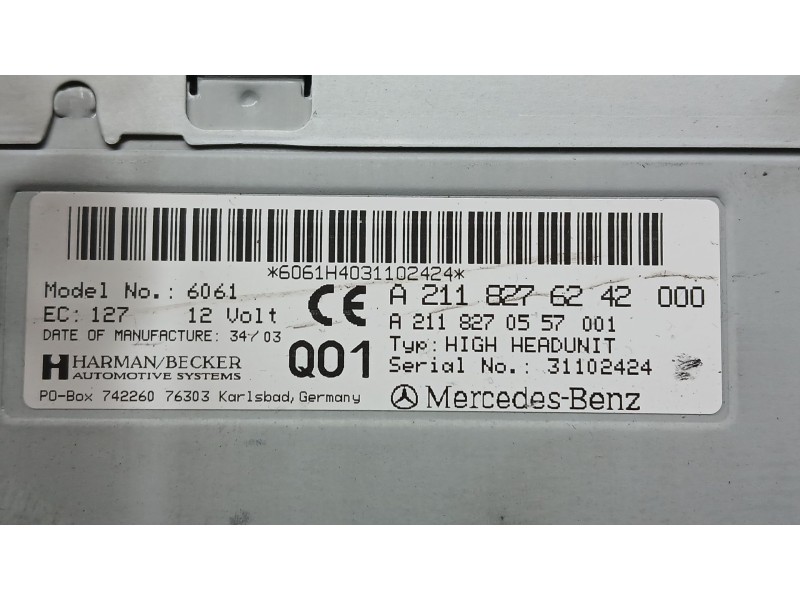 *6061H4031102424*
Model No.: 6061
EC: 127 12 Volt
DATE OF MANUFACTURE: 34/03
HARMAN/BECKER
AUTOMOTIVE SYSTEMS
PO-Box 742260 76303 Karlsbad, Germany
CE
Q01
A 211 827 62 42 000
A 211 827 05 57 001
Typ: HIGH HEADUNIT
Serial No.: 31102424
Mercedes-Benz